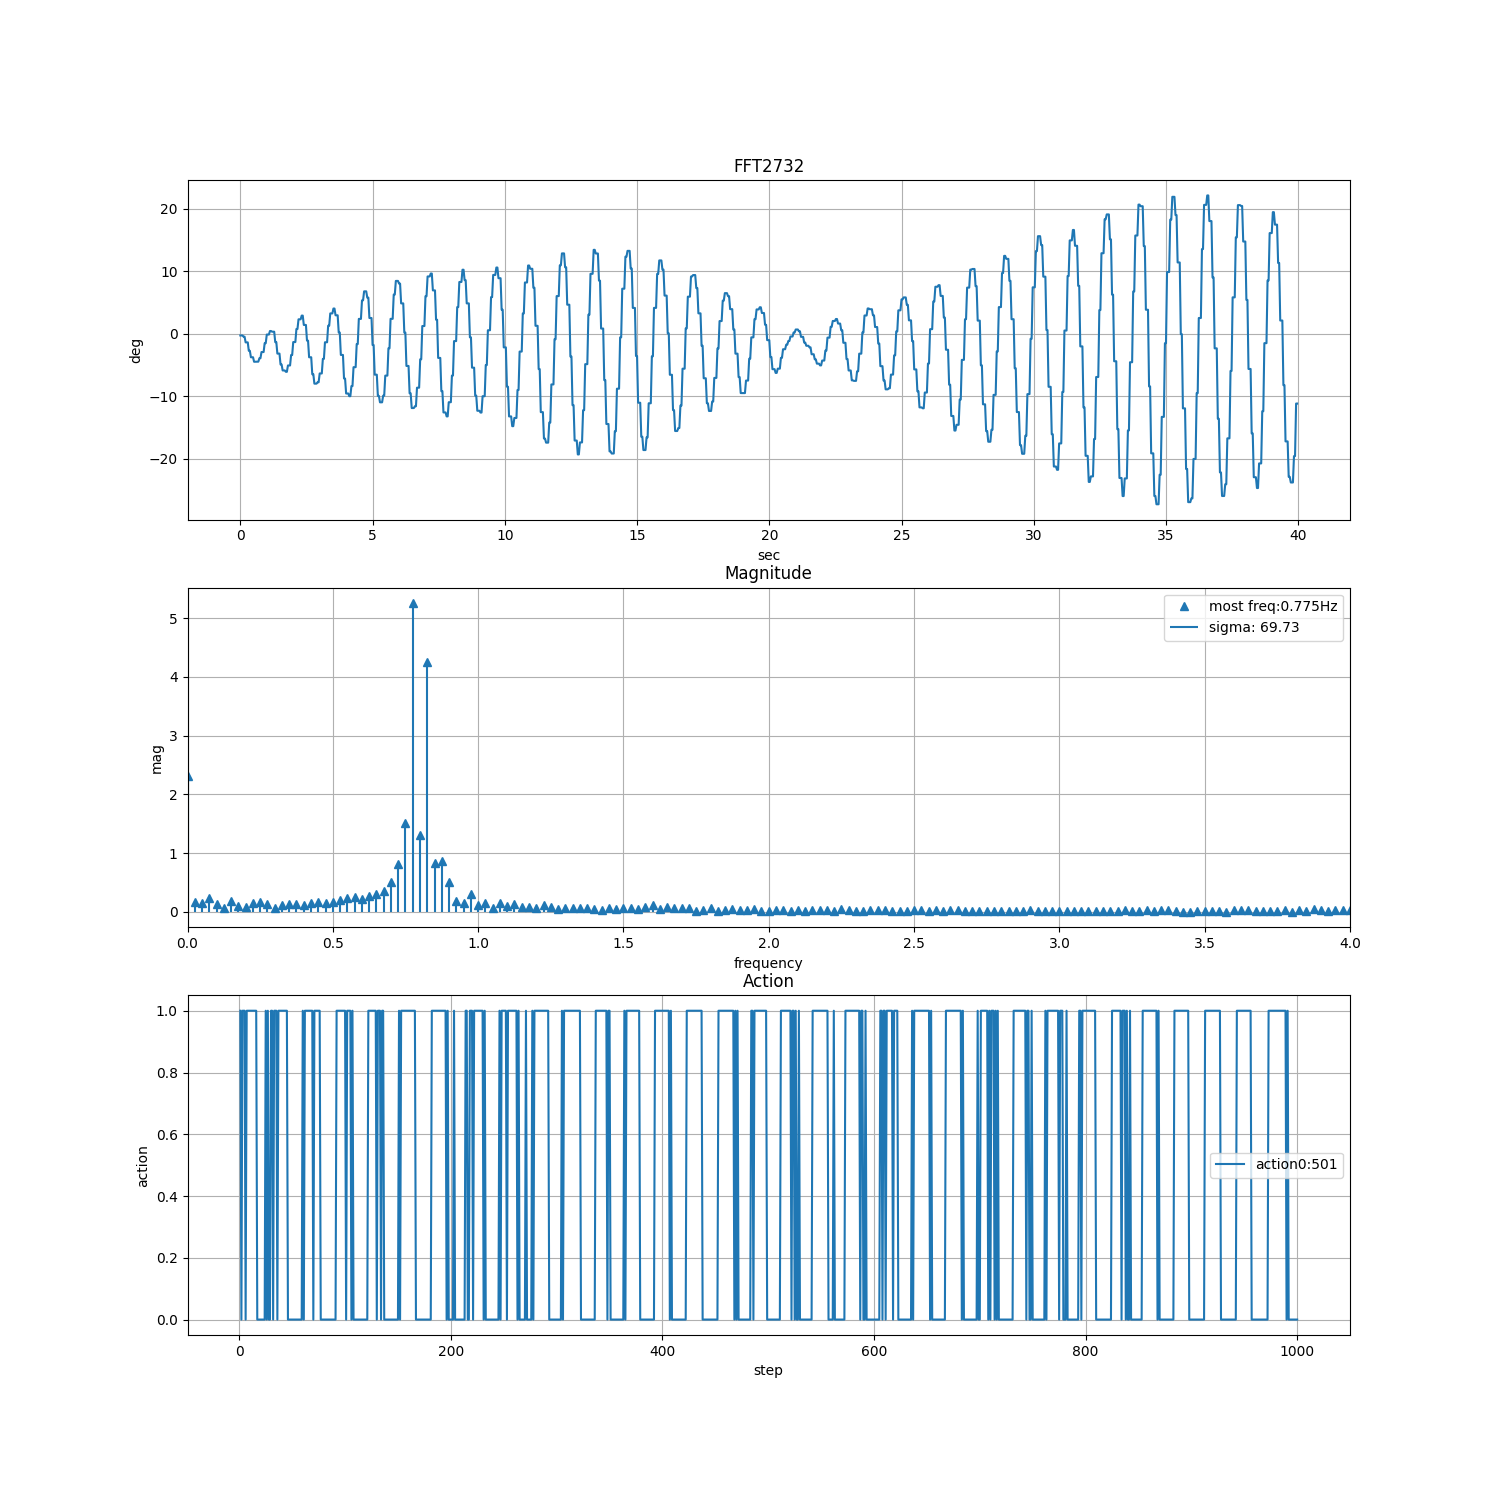 FFT2732
20
10
0
−10
−20
deg
0 5 10 15 20 25 30 35 40
sec
Magnitude
most freq:0.775Hz
sigma: 69.73
5
4
3
2
1
0
mag
0.0 0.5 1.0 1.5 2.0 2.5 3.0 3.5 4.0
frequency
Action
1.0
0.8
0.6
0.4
0.2
0.0
action
action0:501
0 200 400 600 800 1000
step